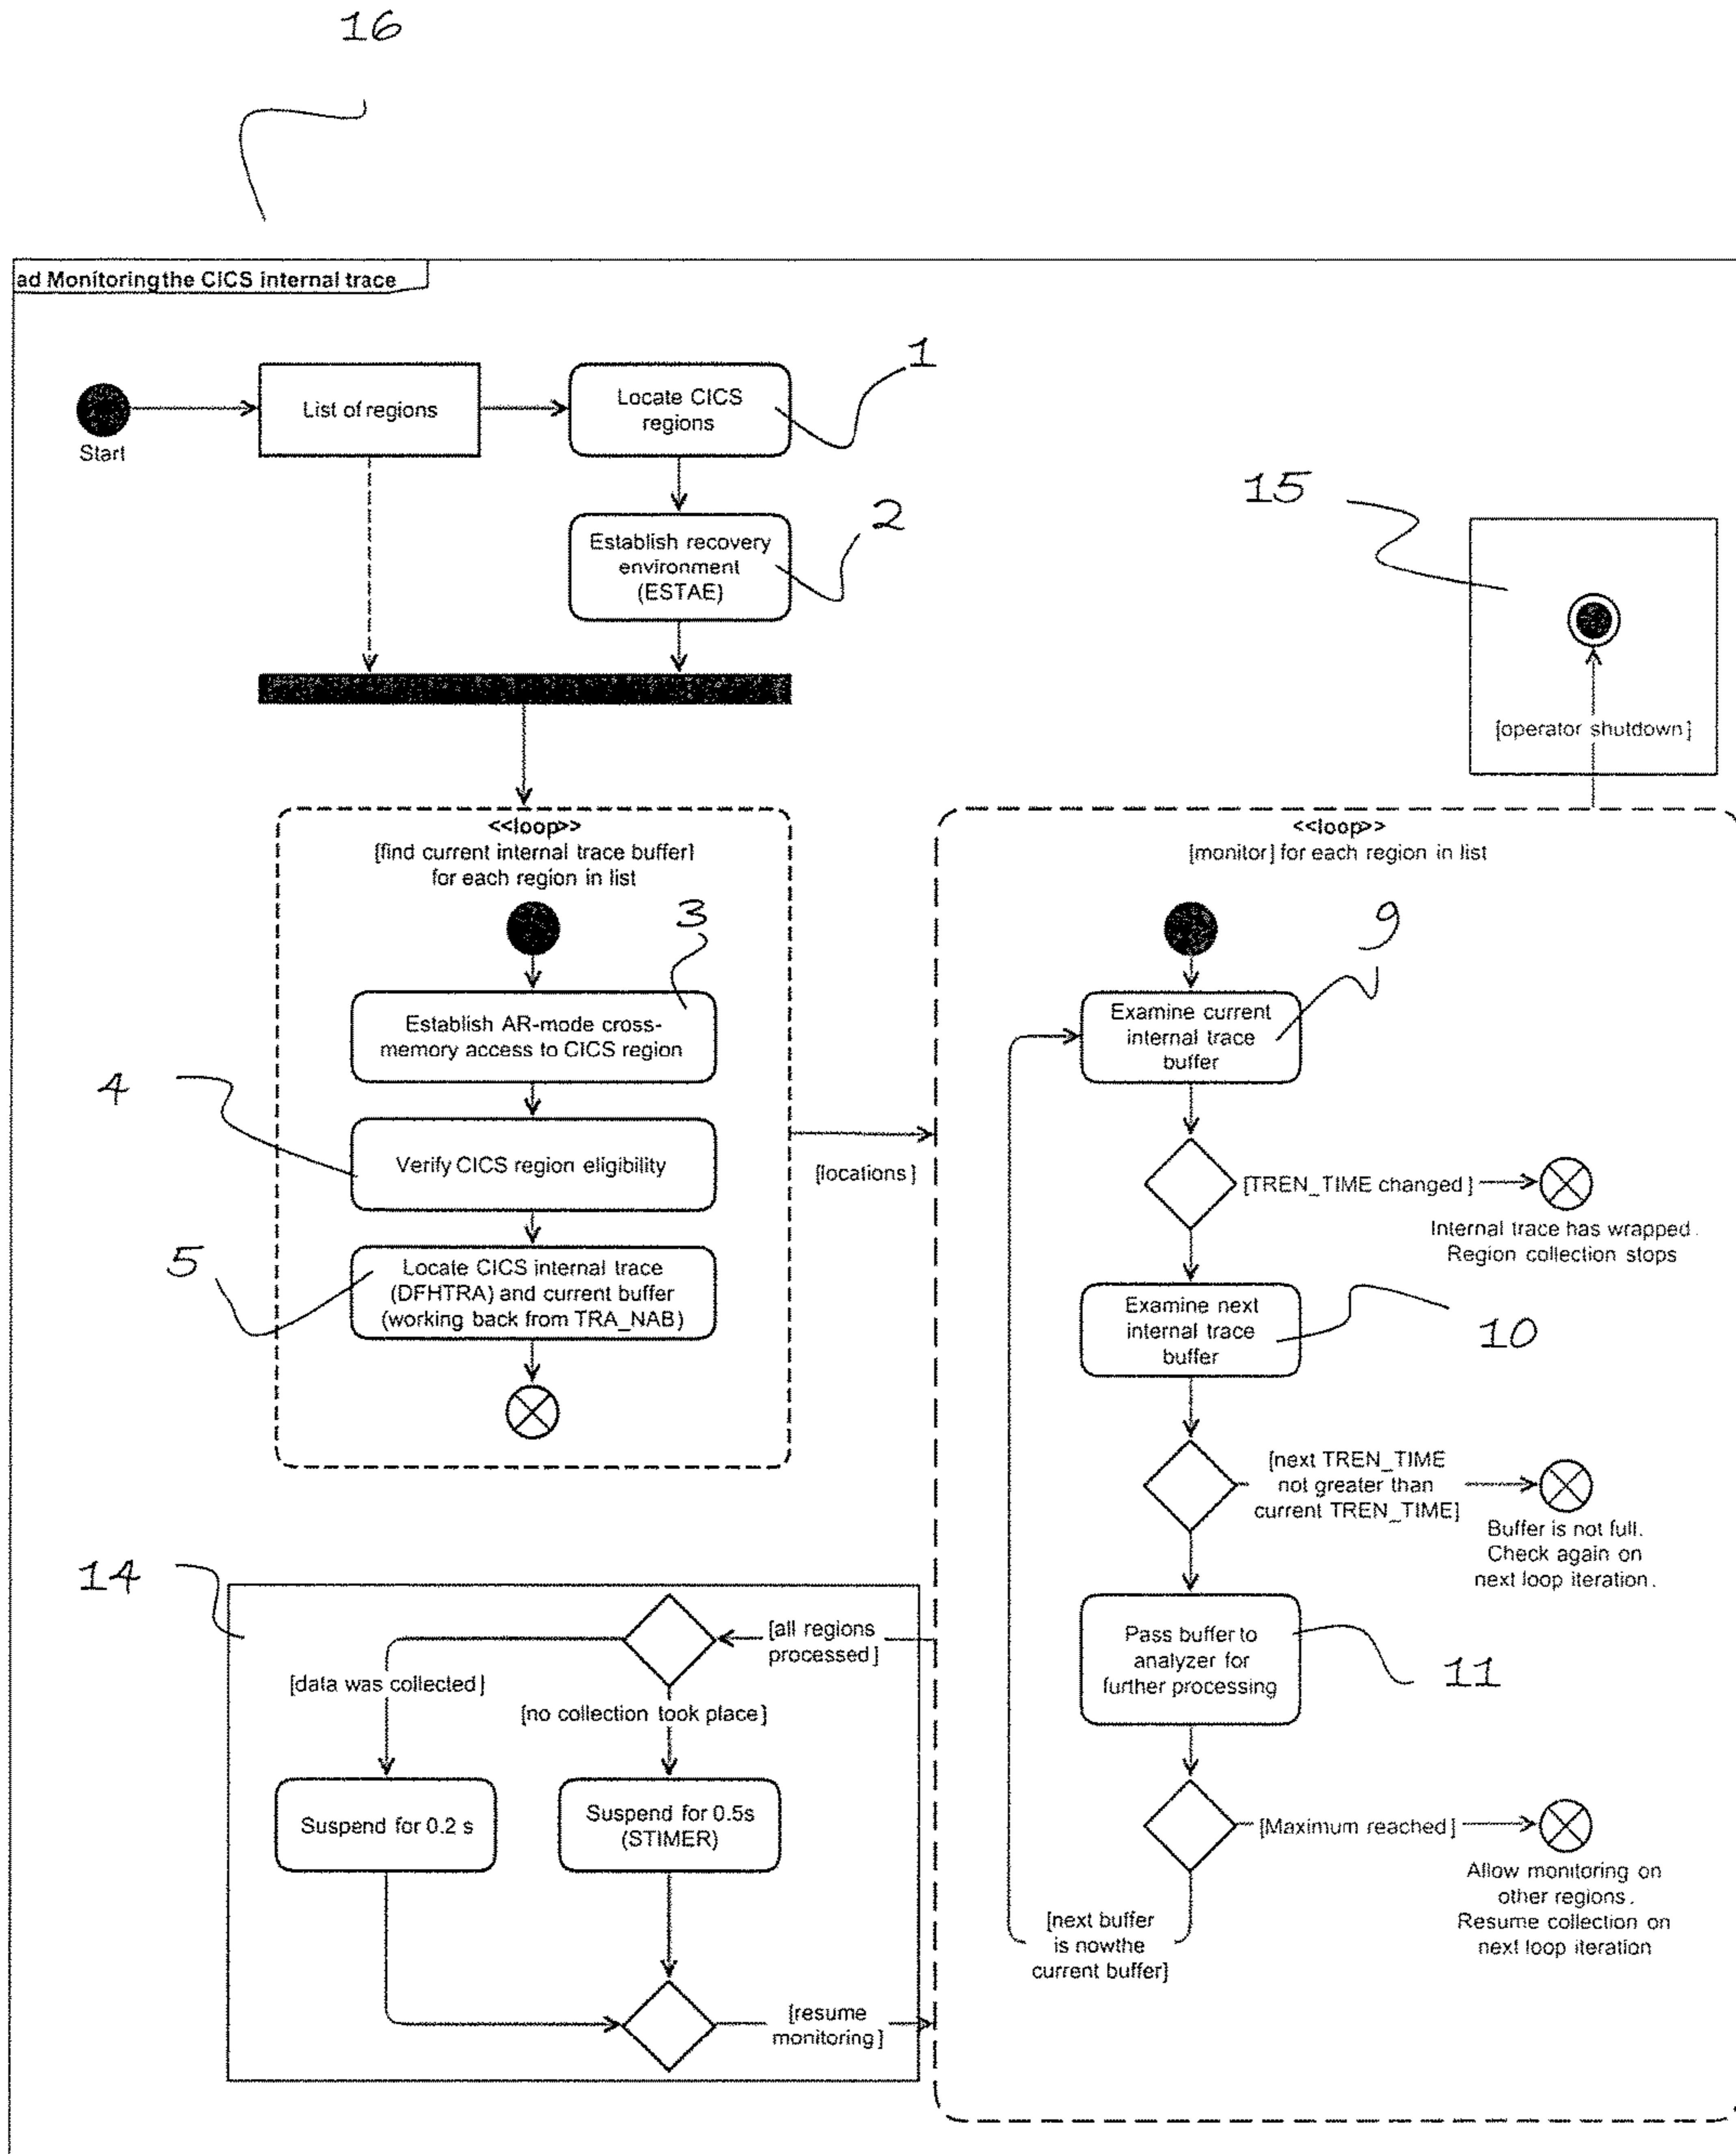 16
ad Monitoringthe CICS internal trace
Start
List of regions
Locate CICS
regions
1
Establish recovery
environment
(ESTAE)
2
15
[operator shutdown]
<<loop>>
[find current internal trace buffer]
for each region in list
3
Establish AR-mode cross-
memory access to CICS region
4
Verify CICS region eligibility
5
Locate CICS internal trace
(DFHTRA) and current buffer
(working back from TRA_NAB)
[locations]
<<loop>>
[monitor] for each region in list
9
Examine current
internal trace
buffer
[TREN_TIME changed]
Internal trace has wrapped.
Region collection stops
Examine next
internal trace
buffer
10
[next TREN_TIME
not greater than
current TREN_TIME]
Buffer is not full.
Check again on
next loop iteration.
Pass buffer to
analyzer for
further processing
11
[Maximum reached]
Allow monitoring on
other regions.
Resume collection on
next loop iteration
[next buffer
is nowthe
current buffer]
14
[all regions
processed]
[data was collected]
[no collection took place]
Suspend for 0.2 s
Suspend for 0.5s
(STIMER)
[resume
monitoring]